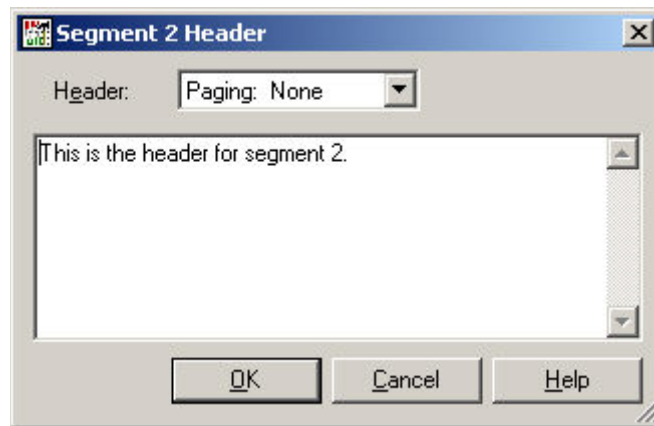 Segment 2 Header
Header: Paging: None
This is the header for segment 2.
OK Cancel Help